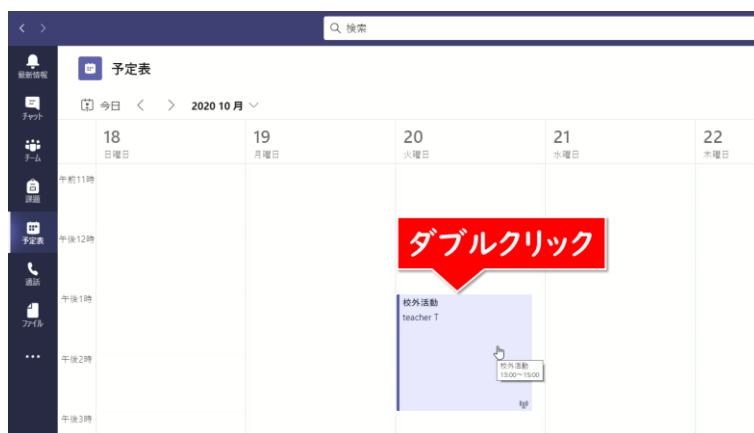 検索
最新情報
チャット
チーム
課題
予定表
通話
ファイル
予定表
今日
2020 10月
18
日曜日
19
月曜日
20
火曜日
21
水曜日
22
木曜日
午前11時
午後12時
午後1時
午後2時
午後3時
ダブルクリック
校外活動
teacher T
校外活動
13:00～15:00